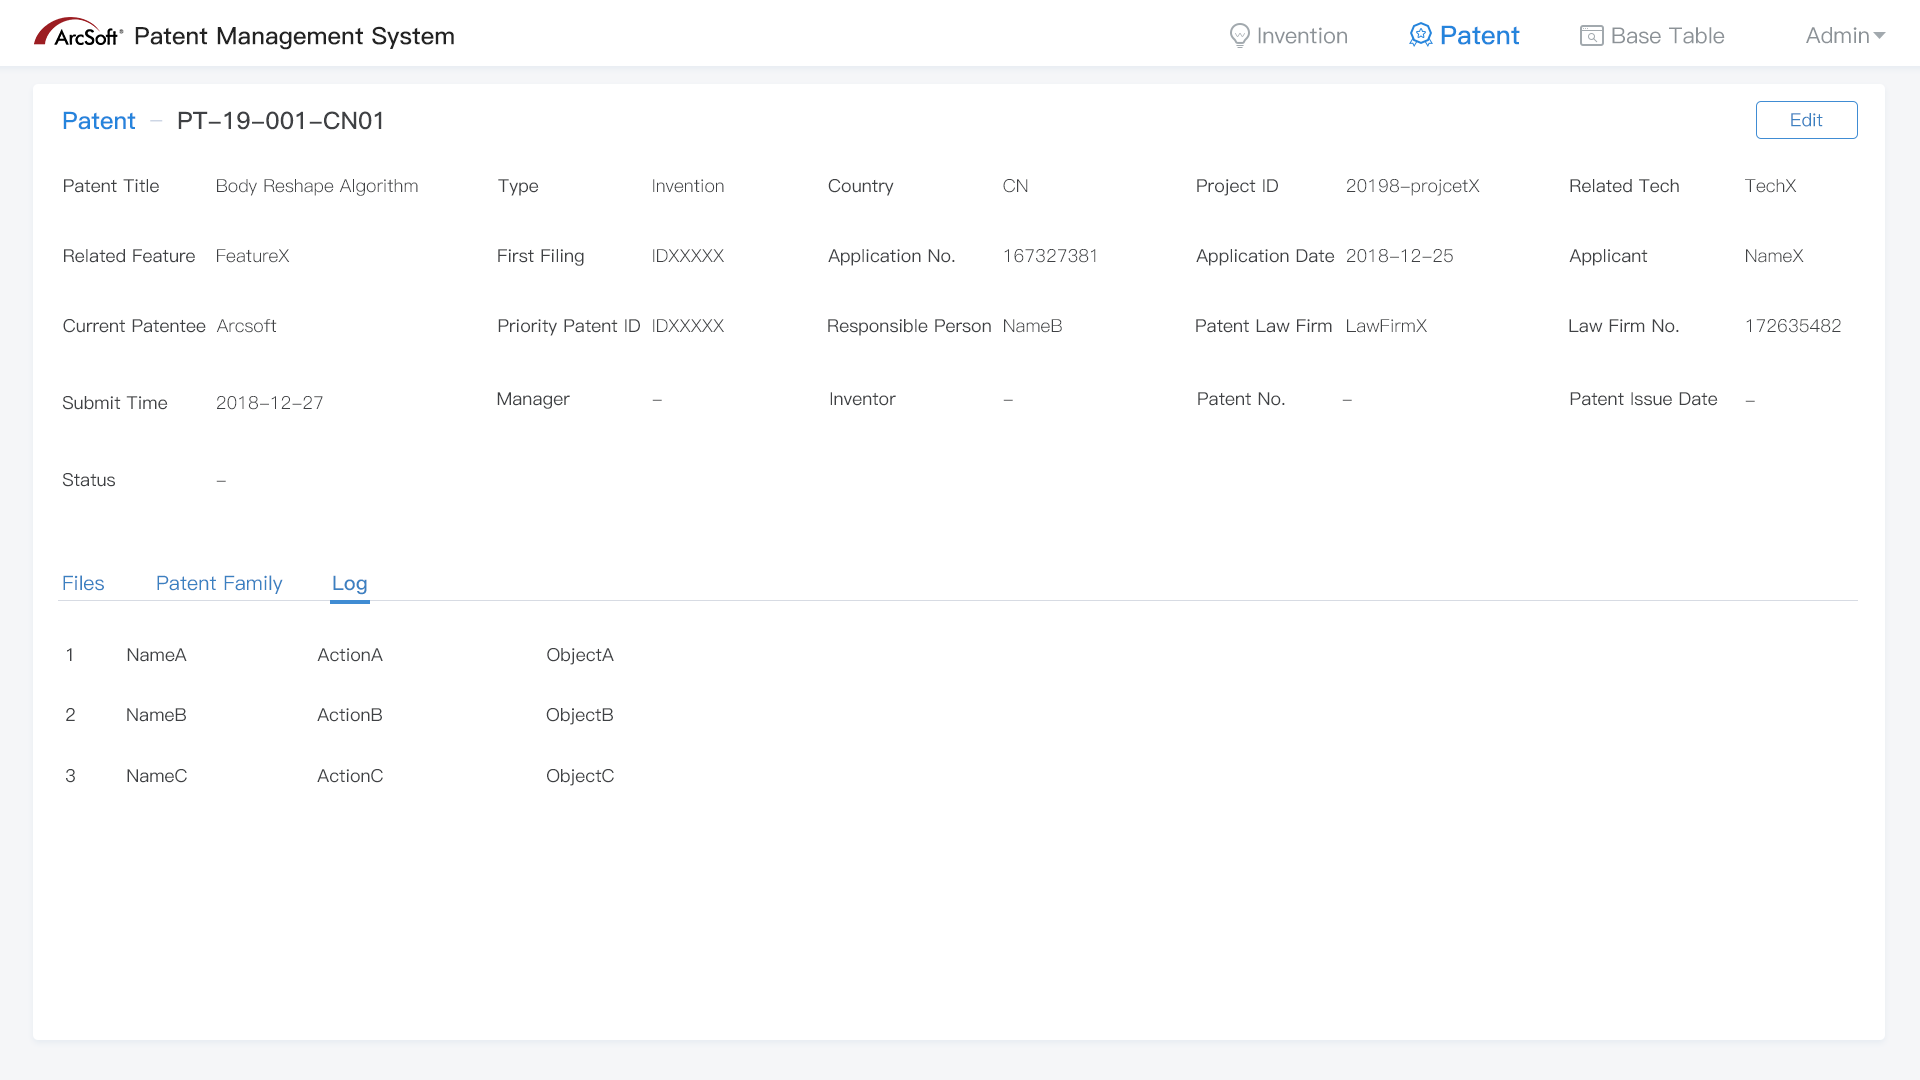 ArcSoft Patent Management System Invention Patent Base Table Admin
Patent – PT-19-001-CN01 Edit
Patent Title Body Reshape Algorithm Type Invention Country CN Project ID 20198-projcetX Related Tech TechX
Related Feature FeatureX First Filing IDXXXXX Application No. 167327381 Application Date 2018-12-25 Applicant NameX
Current Patentee Arcsoft Priority Patent ID IDXXXXX Responsible Person NameB Patent Law Firm LawFirmX Law Firm No. 172635482
Submit Time 2018-12-27 Manager – Inventor – Patent No. – Patent Issue Date –
Status –
Files Patent Family Log
1 NameA ActionA ObjectA
2 NameB ActionB ObjectB
3 NameC ActionC ObjectC